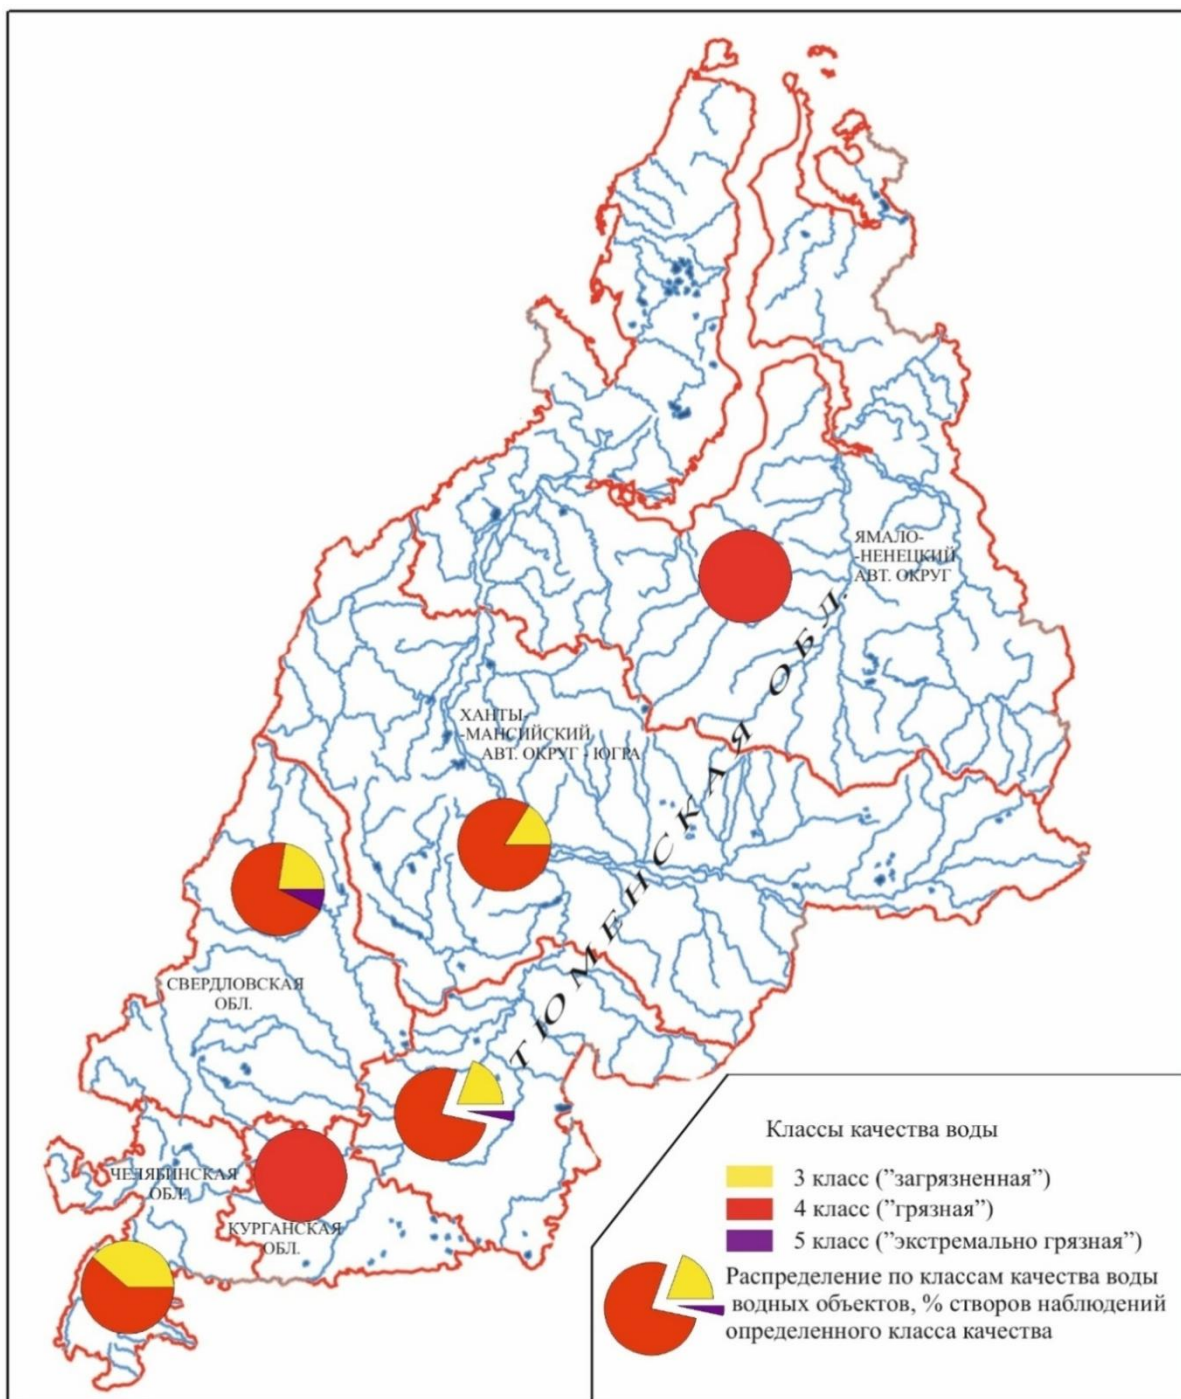 ЯМАЛО-
-НЕНЕЦКИЙ
АВТ. ОКРУГ
ХАНТЫ-
-МАНСИЙСКИЙ
АВТ. ОКРУГ - ЮГРА
ТЮМЕНСКАЯ ОБЛ.
СВЕРДЛОВСКАЯ
ОБЛ.
ЧЕЛЯБИНСКАЯ
ОБЛ.
КУРГАНСКАЯ
ОБЛ.
Классы качества воды
3 класс ("загрязненная")
4 класс ("грязная")
5 класс ("экстремально грязная")
Распределение по классам качества воды
водных объектов, % створов наблюдений
определенного класса качества